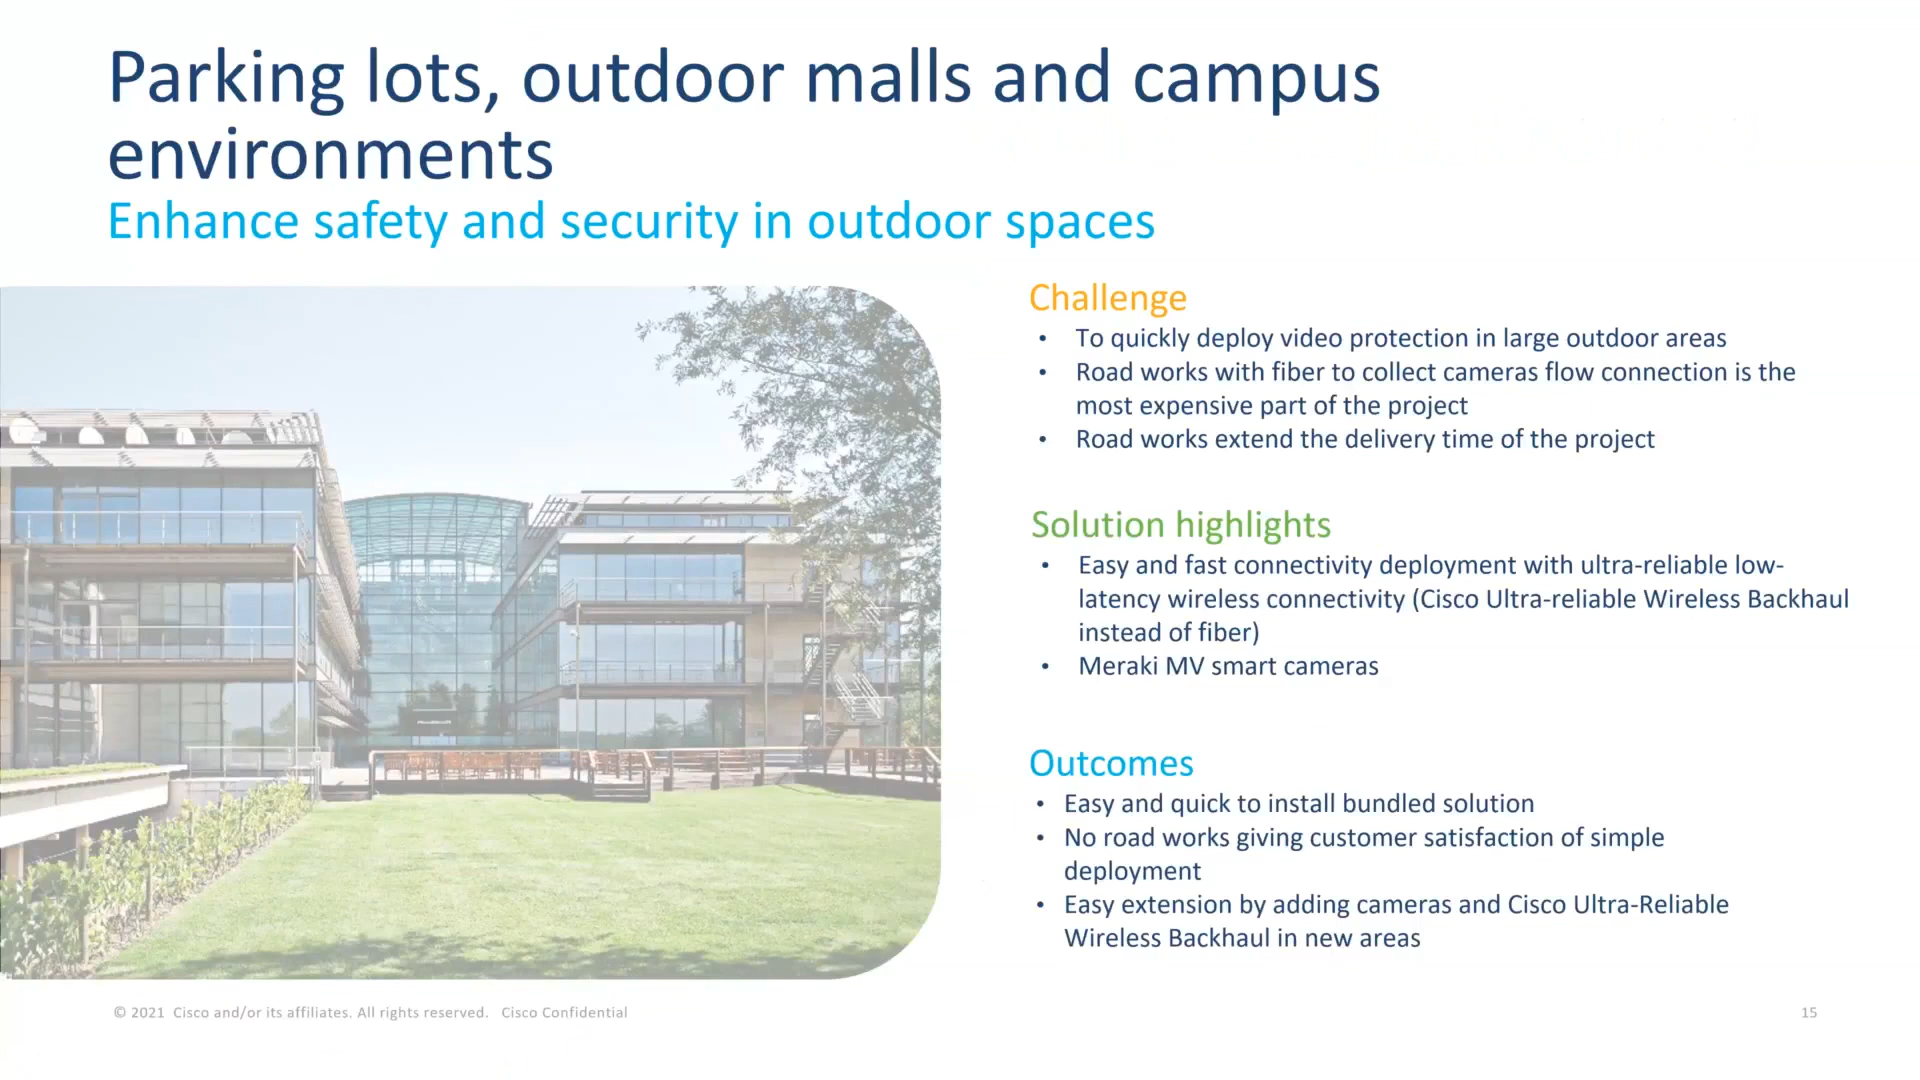 Parking lots, outdoor malls and campus
environments
Enhance safety and security in outdoor spaces
Challenge
• To quickly deploy video protection in large outdoor areas
• Road works with fiber to collect cameras flow connection is the
most expensive part of the project
• Road works extend the delivery time of the project
Solution highlights
• Easy and fast connectivity deployment with ultra-reliable low-
latency wireless connectivity (Cisco Ultra-reliable Wireless Backhaul
instead of fiber)
• Meraki MV smart cameras
Outcomes
• Easy and quick to install bundled solution
• No road works giving customer satisfaction of simple
deployment
• Easy extension by adding cameras and Cisco Ultra-Reliable
Wireless Backhaul in new areas
© 2021 Cisco and/or its affiliates. All rights reserved. Cisco Confidential
15